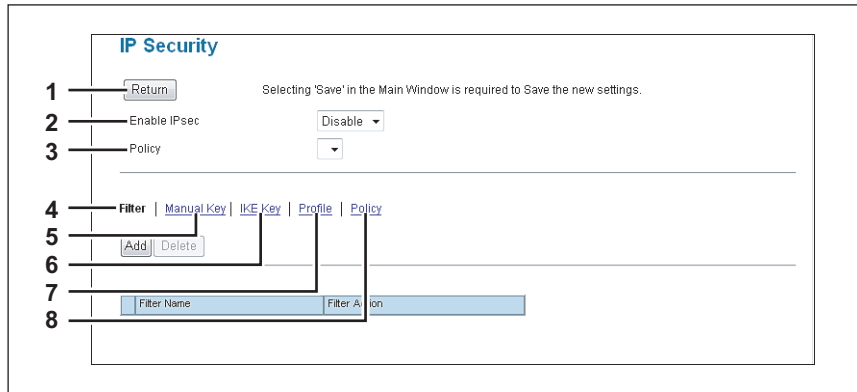 IP Security
1 Return Selecting 'Save' in the Main Window is required to Save the new settings.
2 Enable IPsec Disable
3 Policy
4 Filter | Manual Key | IKE Key | Profile | Policy
5
Add Delete
6
7
Filter Name Filter Action
8